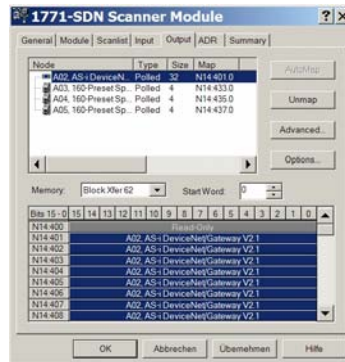 1771-SDN Scanner Module
General Module Scanlist Input Output ADR Summary
Node Type Size Map
A02, AS-i DeviceN... Polled 32 N14:401.0
A03, 160-Preset Sp... Polled 4 N14:433.0
A04, 160-Preset Sp... Polled 4 N14:435.0
A05, 160-Preset Sp... Polled 4 N14:437.0
AutoMap
Unmap
Advanced...
Options...
Memory: Block Xfer 62 Start Word: 0
Bits 15 - 0 15 14 13 12 11 10 9 8 7 6 5 4 3 2 1 0
N14:400 Read-Only
N14:401 A02, AS-i DeviceNet/Gateway V2.1
N14:402 A02, AS-i DeviceNet/Gateway V2.1
N14:403 A02, AS-i DeviceNet/Gateway V2.1
N14:404 A02, AS-i DeviceNet/Gateway V2.1
N14:405 A02, AS-i DeviceNet/Gateway V2.1
N14:406 A02, AS-i DeviceNet/Gateway V2.1
N14:407 A02, AS-i DeviceNet/Gateway V2.1
N14:408 A02, AS-i DeviceNet/Gateway V2.1
OK Abbrechen Übernehmen Hilfe